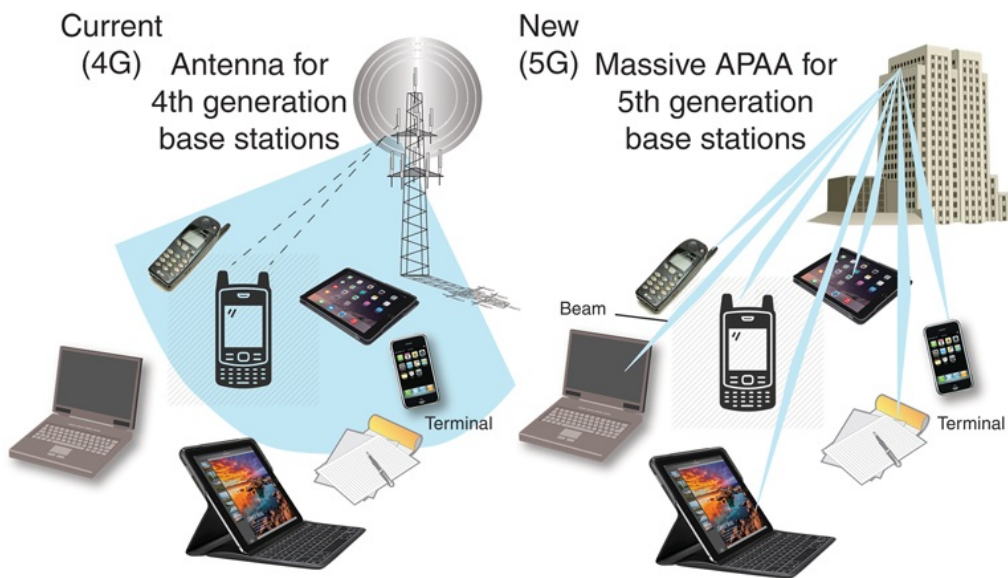 Current
(4G)
Antenna for
4th generation
base stations
Terminal
New
(5G)
Massive APAA for
5th generation
base stations
Beam
Terminal